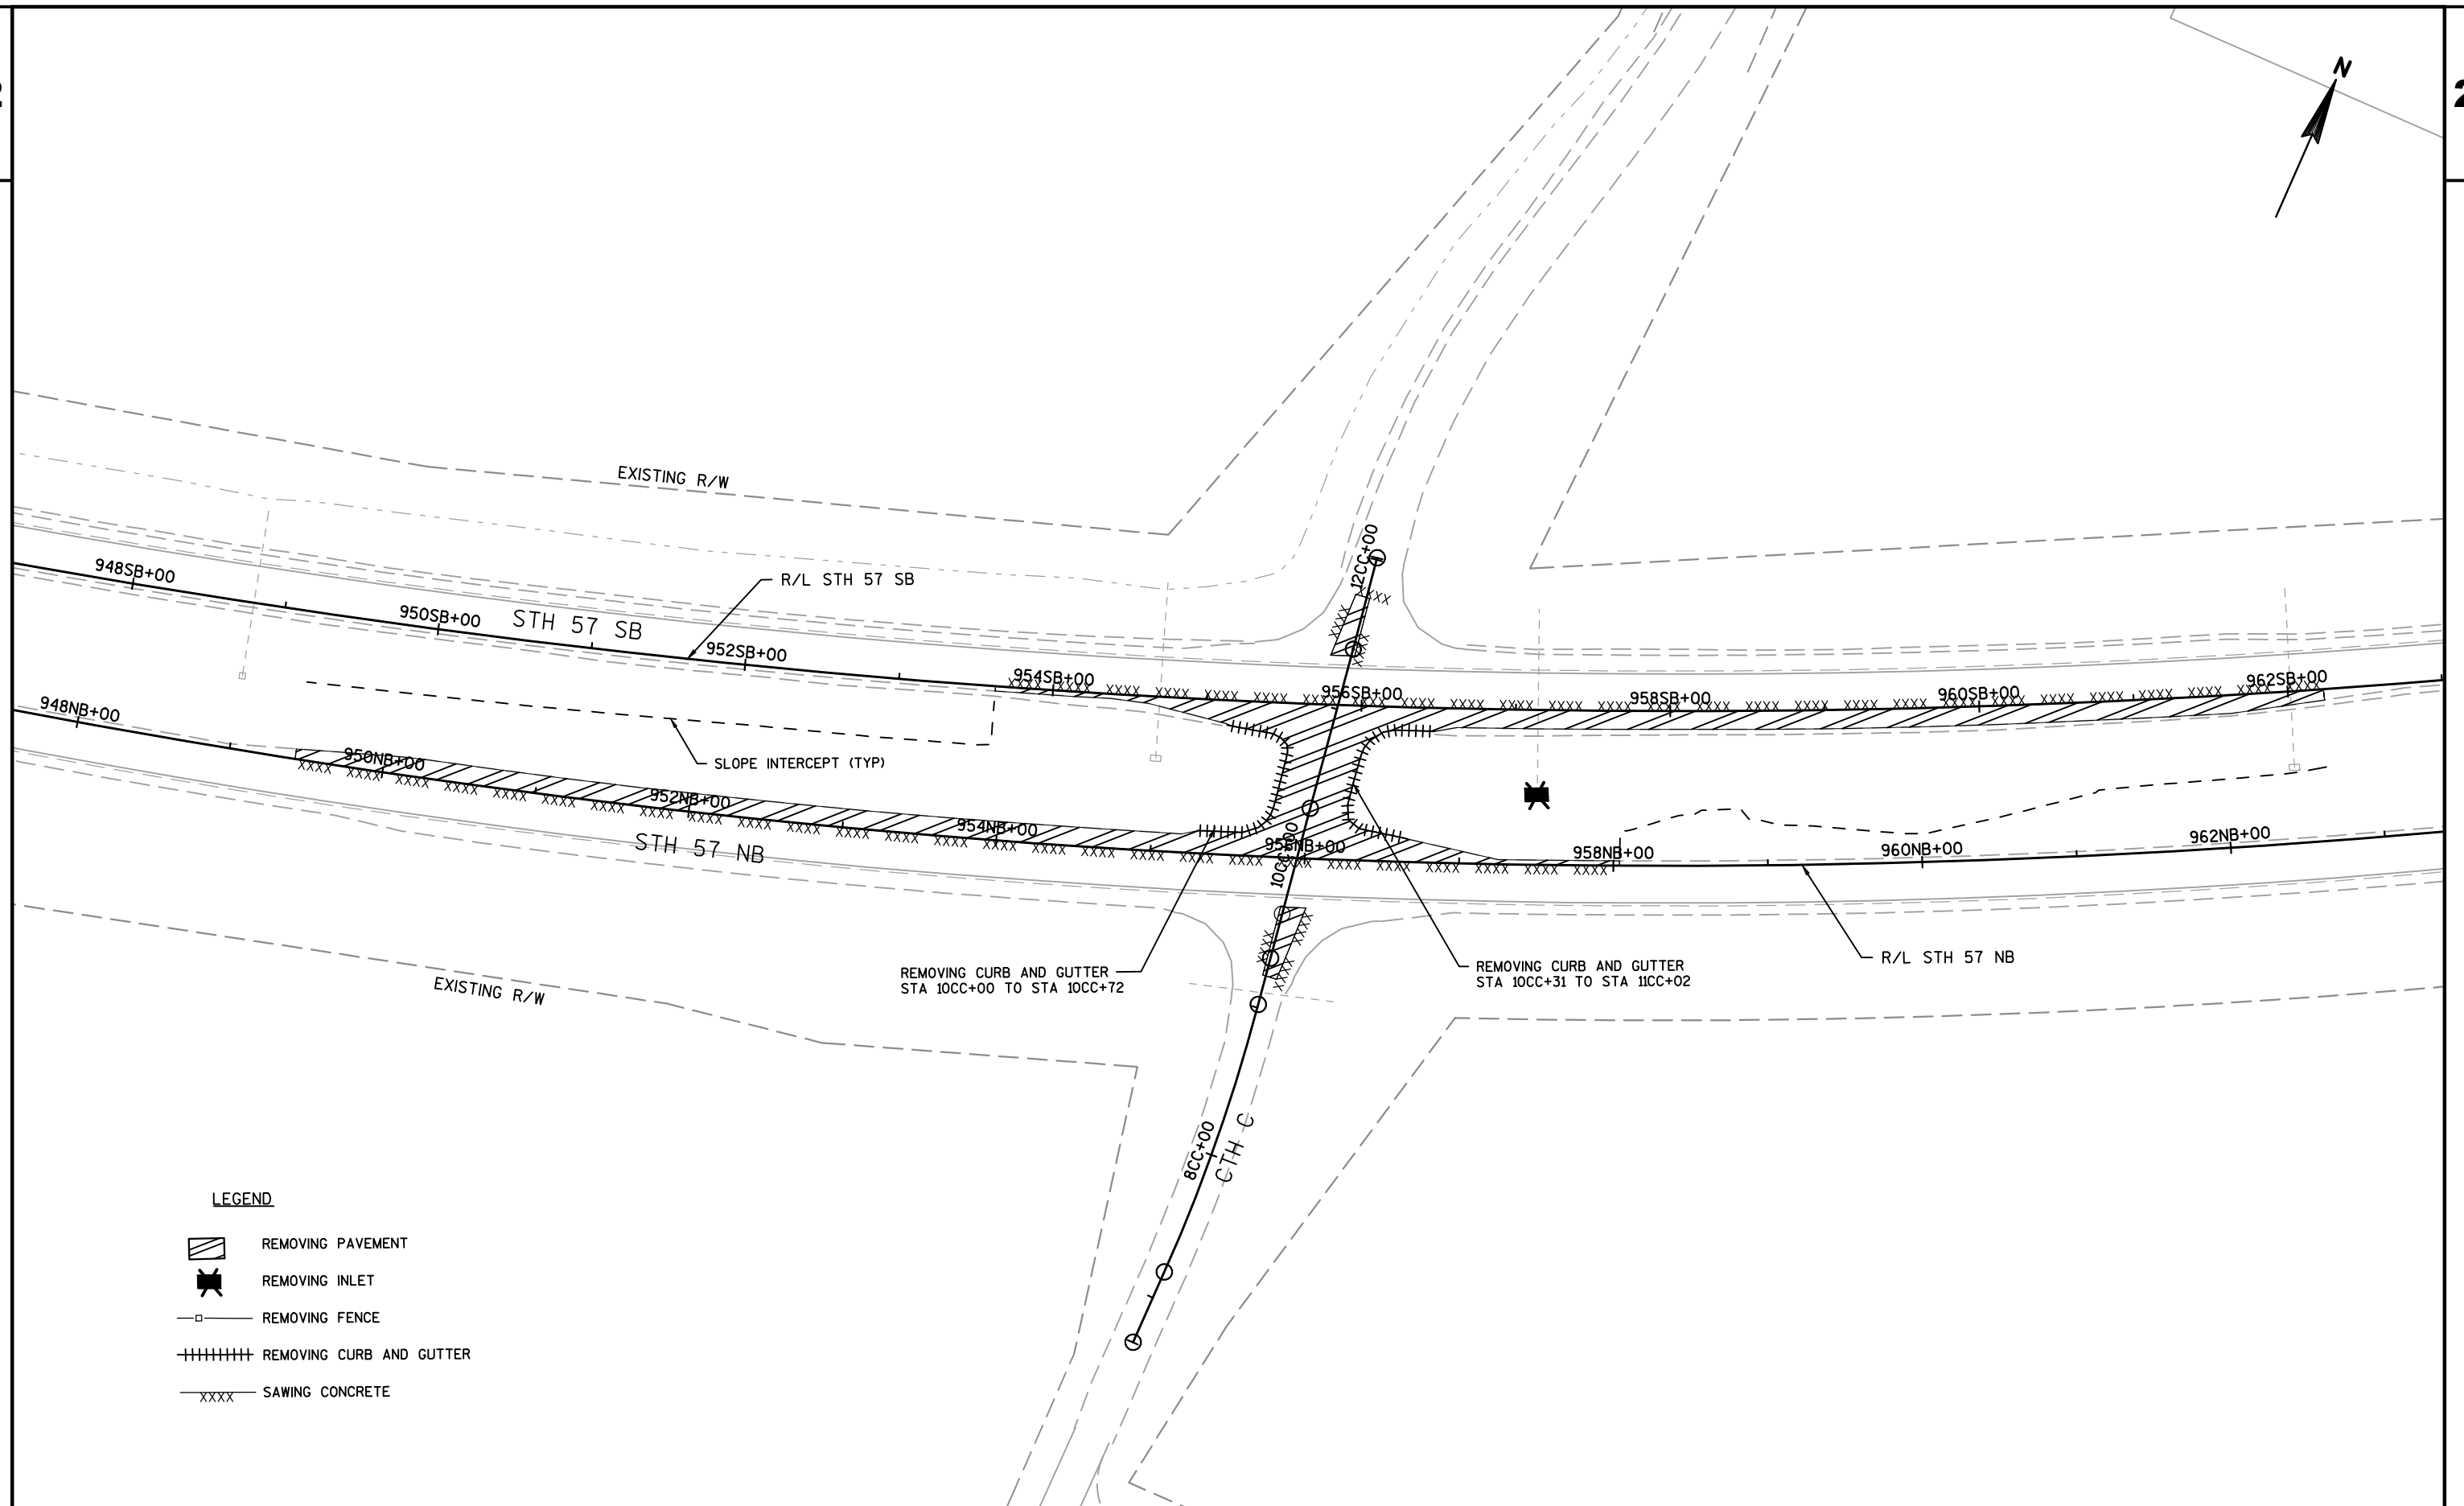 2
N
EXISTING R/W
12CC+00
948SB+00
950SB+00
STH 57 SB
R/L STH 57 SB
952SB+00
954SB+00
956SB+00
958SB+00
960SB+00
962SB+00
948NB+00
950NB+00
SLOPE INTERCEPT (TYP)
952NB+00
954NB+00
STH 57 NB
10CC+00
956NB+00
958NB+00
960NB+00
962NB+00
REMOVING CURB AND GUTTER
STA 10CC+00 TO STA 10CC+72
REMOVING CURB AND GUTTER
STA 10CC+31 TO STA 11CC+02
R/L STH 57 NB
EXISTING R/W
8CC+00
CTH C
LEGEND
REMOVING PAVEMENT
REMOVING INLET
REMOVING FENCE
REMOVING CURB AND GUTTER
SAWING CONCRETE
XXXX